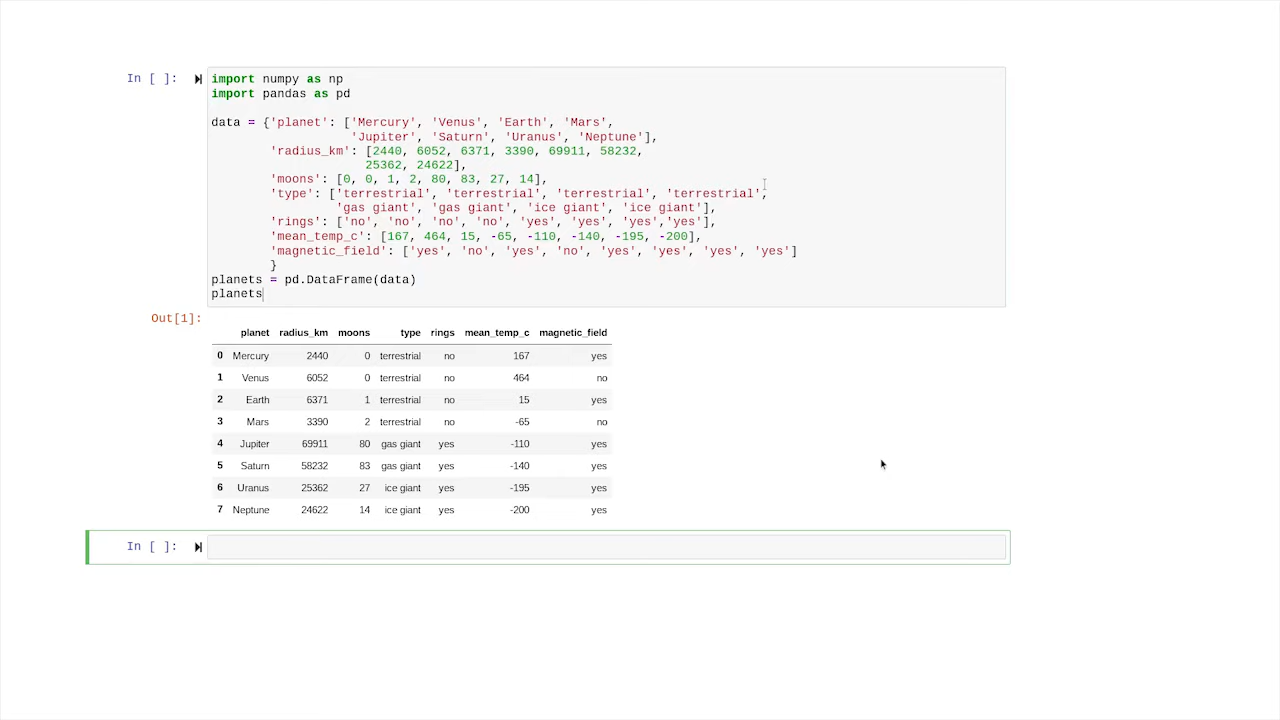 In [ ]:
import numpy as np
import pandas as pd
data = {'planet': ['Mercury', 'Venus', 'Earth', 'Mars',
'Jupiter', 'Saturn', 'Uranus', 'Neptune'],
'radius_km': [2440, 6052, 6371, 3390, 69911, 58232,
25362, 24622],
'moons': [0, 0, 1, 2, 80, 83, 27, 14],
'type': ['terrestrial', 'terrestrial', 'terrestrial', 'terrestrial',
'gas giant', 'gas giant', 'ice giant', 'ice giant'],
'rings': ['no', 'no', 'no', 'no', 'yes', 'yes', 'yes','yes'],
'mean_temp_c': [167, 464, 15, -65, -110, -140, -195, -200],
'magnetic_field': ['yes', 'no', 'yes', 'no', 'yes', 'yes', 'yes', 'yes']
}
planets = pd.DataFrame(data)
planets
Out[1]:
planet radius_km moons type rings mean_temp_c magnetic_field
0 Mercury 2440 0 terrestrial no 167 yes
1 Venus 6052 0 terrestrial no 464 no
2 Earth 6371 1 terrestrial no 15 yes
3 Mars 3390 2 terrestrial no -65 no
4 Jupiter 69911 80 gas giant yes -110 yes
5 Saturn 58232 83 gas giant yes -140 yes
6 Uranus 25362 27 ice giant yes -195 yes
7 Neptune 24622 14 ice giant yes -200 yes
In [ ]: